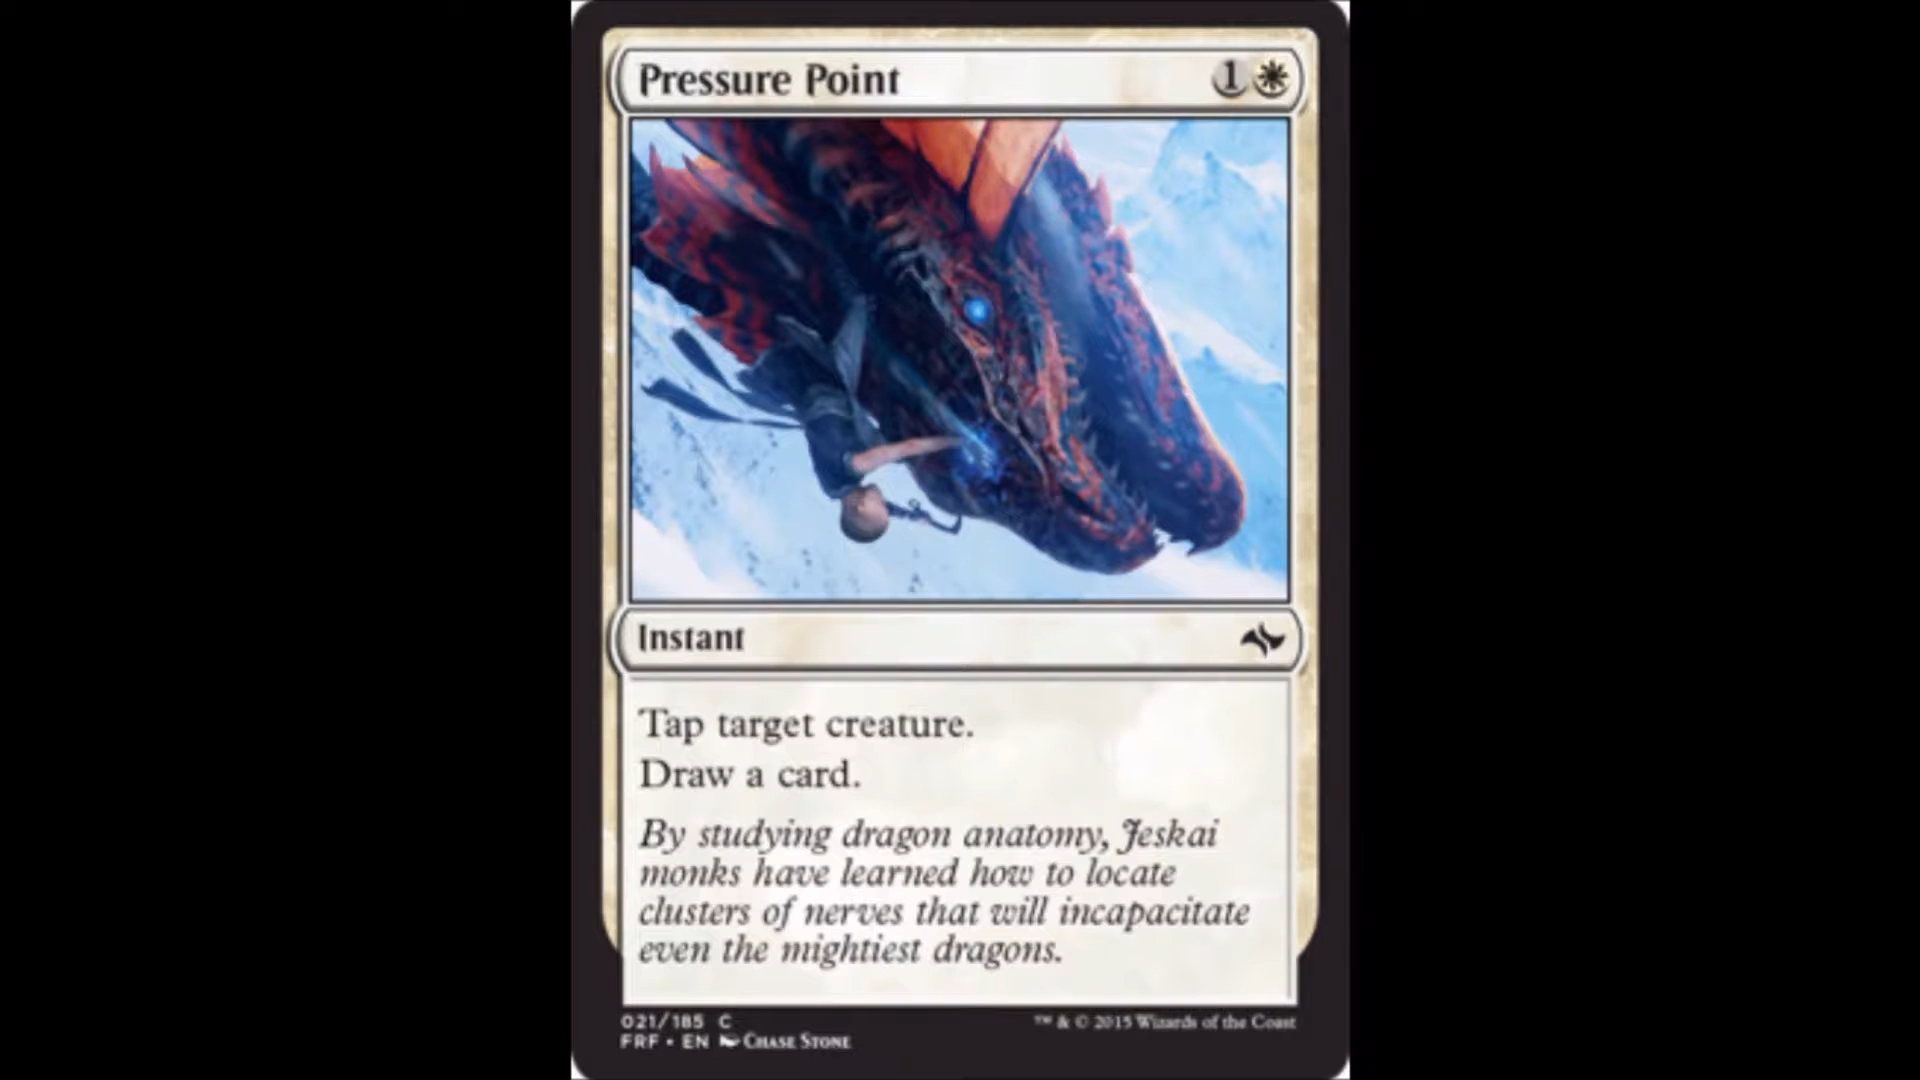 Pressure Point 1
Instant
Tap target creature.
Draw a card.
By studying dragon anatomy, Jeskai
monks have learned how to locate
clusters of nerves that will incapacitate
even the mightiest dragons.
021/185 C
™ & © 2015 Wizards of the Coast
FRF • EN Chase Stone